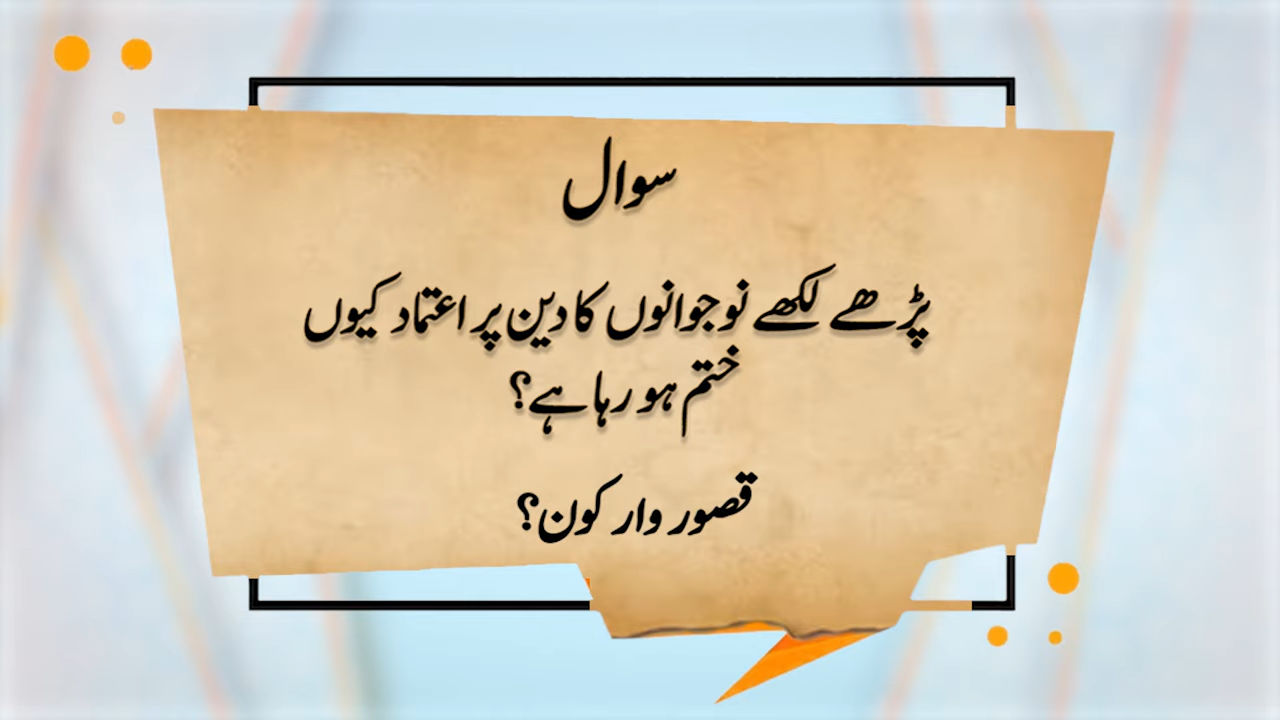 سوال
پڑھے لکھے نوجوانوں کا دین پر اعتماد کیوں
ختم ہو رہا ہے؟
قصور وار کون؟